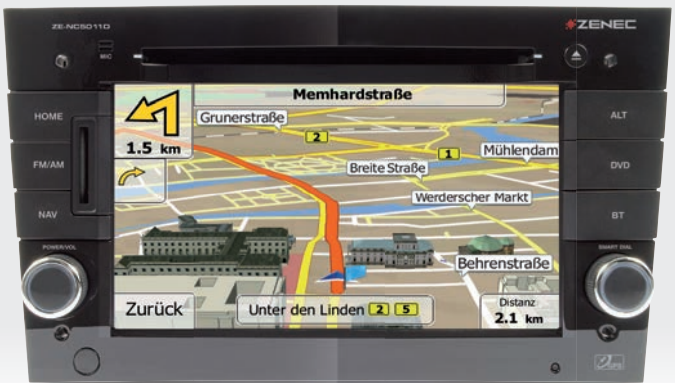 ZE-NC5011D
ZENEC
MIC
HOME
FM/AM
NAV
POWER/VOL
ALT
DVD
BT
SMART DIAL
Memhardstraße
1.5 km
Grunerstraße
2
1
Mühlendam
Breite Straße
Werderscher Markt
Behrenstraße
Zurück
Unter den Linden 2 5
Distanz
2.1 km